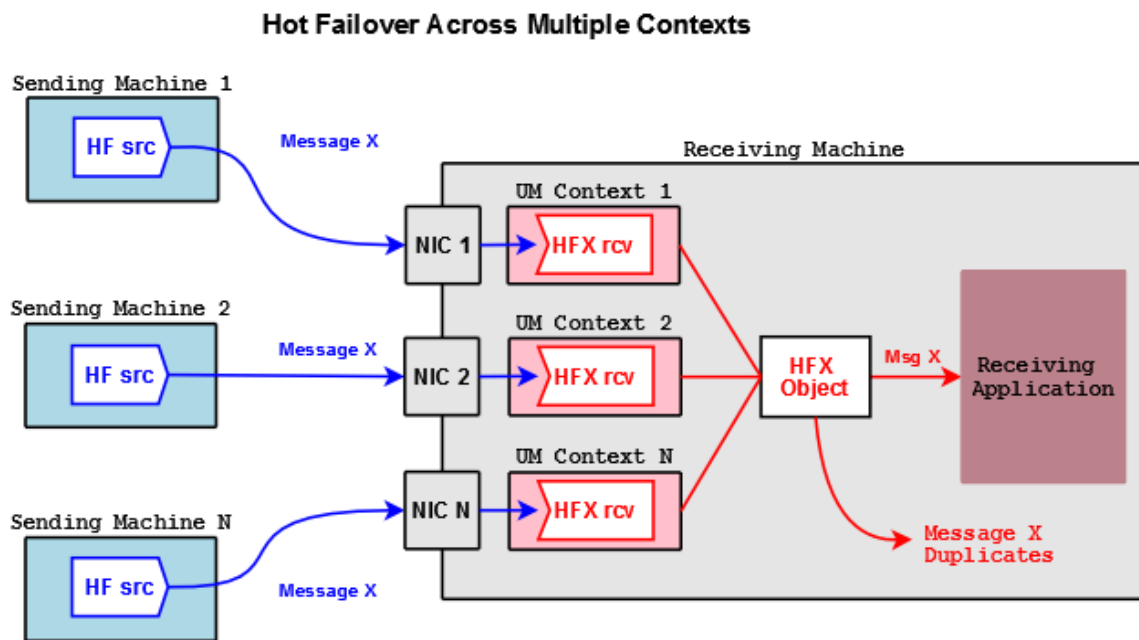 Hot Failover Across Multiple Contexts
Sending Machine 1
HF src
Message X
Receiving Machine
UM Context 1
NIC 1
HFX rcv
Sending Machine 2
HF src
Message X
UM Context 2
NIC 2
HFX rcv
HFX
Object
Msg X
Receiving
Application
UM Context N
NIC N
HFX rcv
Sending Machine N
HF src
Message X
Message X
Duplicates